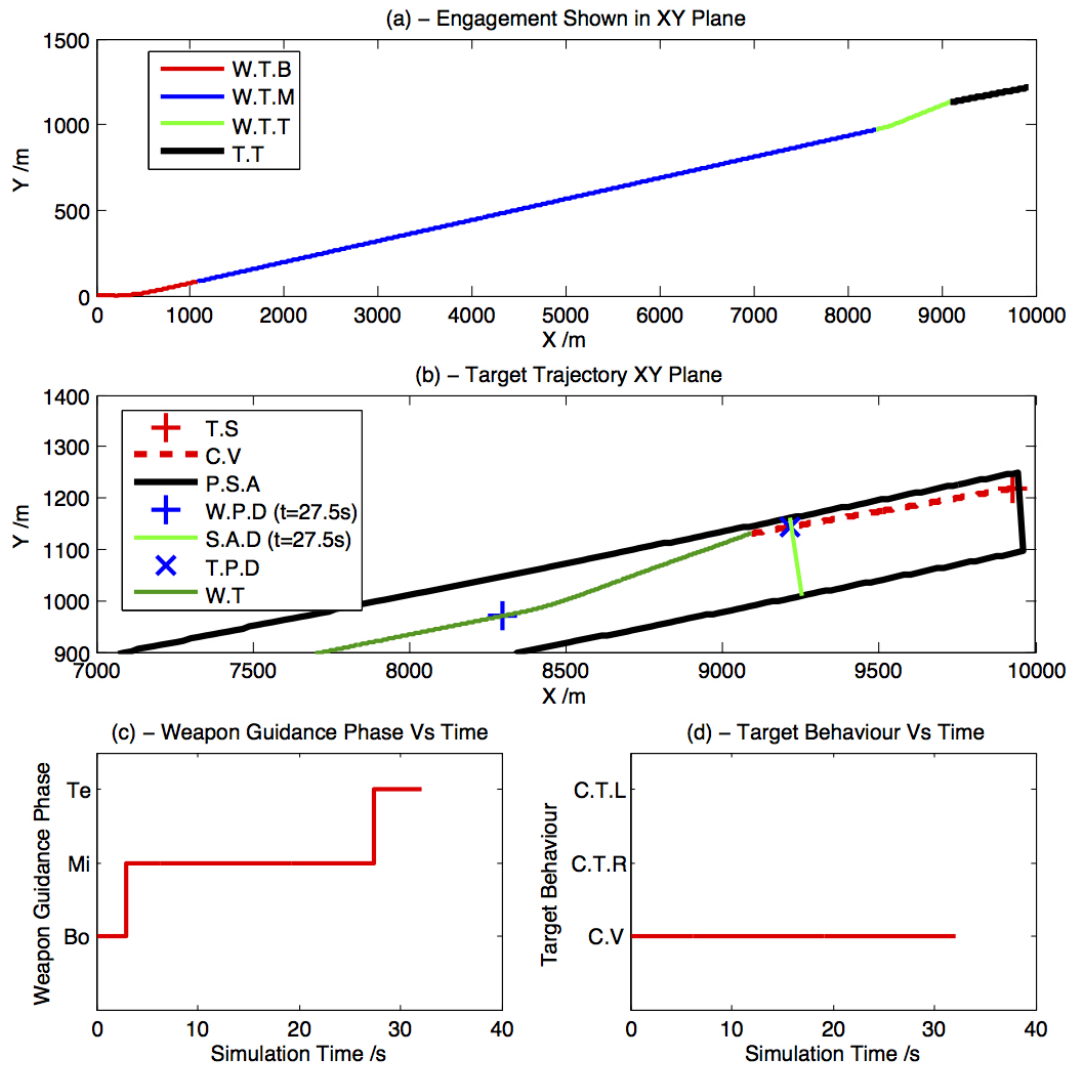 (a) – Engagement Shown in XY Plane
1500
1000
500
0
Y /m
W.T.B
W.T.M
W.T.T
T.T
0 1000 2000 3000 4000 5000 6000 7000 8000 9000 10000
X /m
(b) – Target Trajectory XY Plane
1400
1300
1200
1100
1000
900
Y /m
T.S
C.V
P.S.A
W.P.D (t=27.5s)
S.A.D (t=27.5s)
T.P.D
W.T
7000 7500 8000 8500 9000 9500 10000
X /m
(c) – Weapon Guidance Phase Vs Time
Te
Mi
Bo
Weapon Guidance Phase
0 10 20 30 40
Simulation Time /s
(d) – Target Behaviour Vs Time
C.T.L
C.T.R
C.V
Target Behaviour
0 10 20 30 40
Simulation Time /s